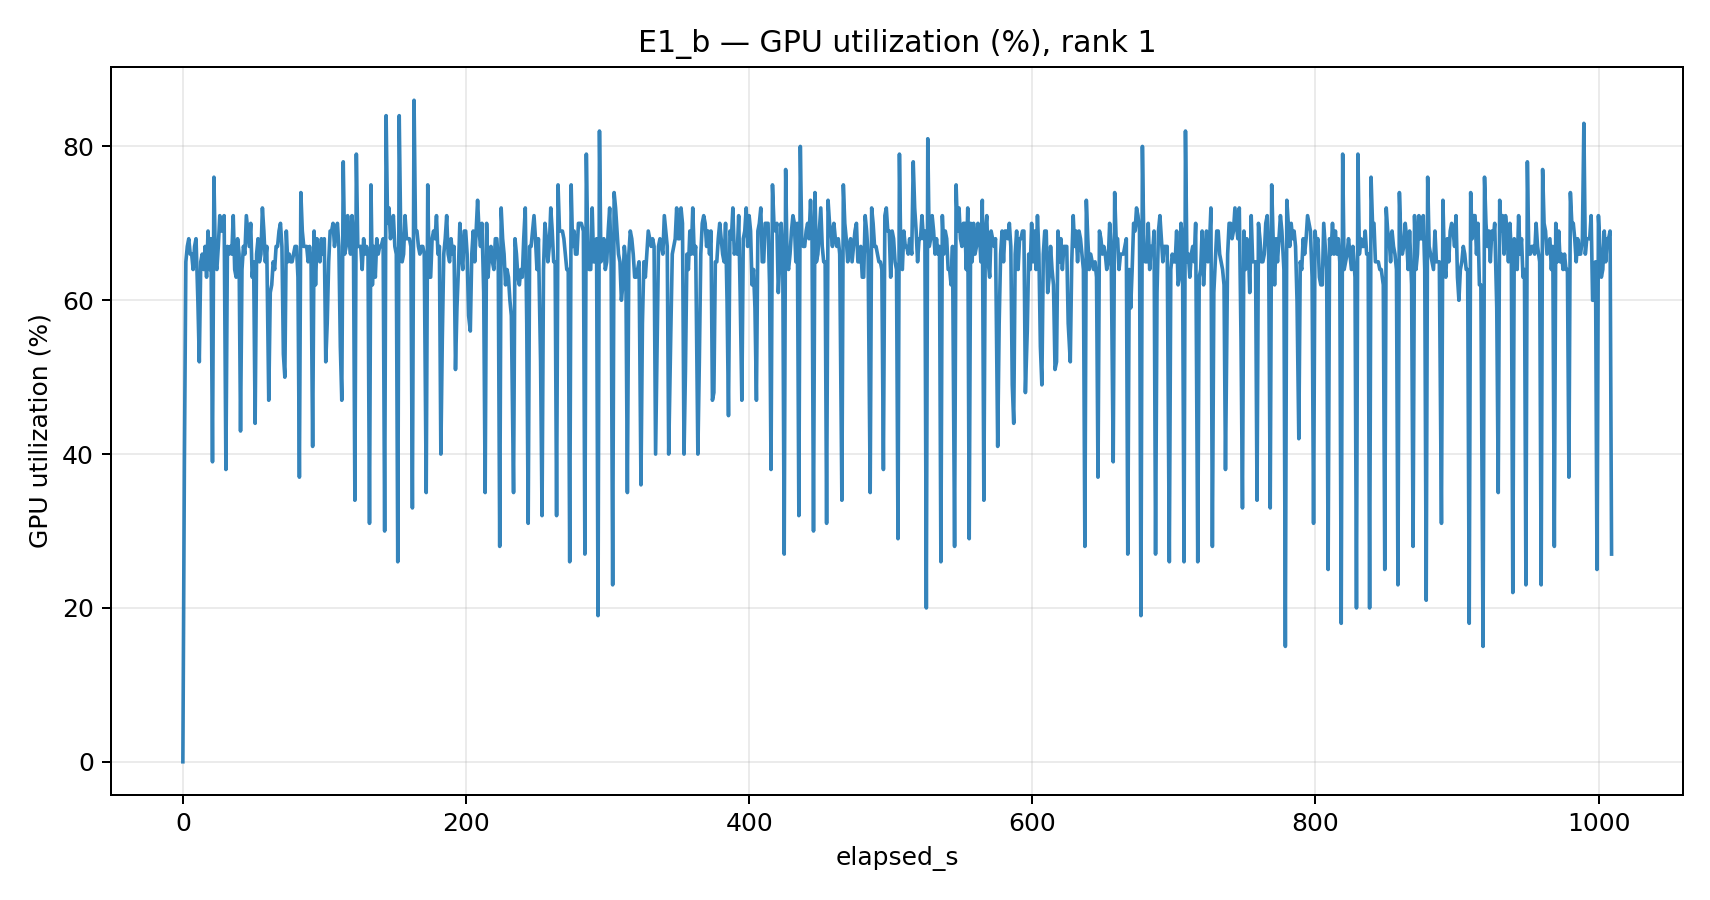 E1_b — GPU utilization (%), rank 1
GPU utilization (%)
80
60
40
20
0
0 200 400 600 800 1000
elapsed_s